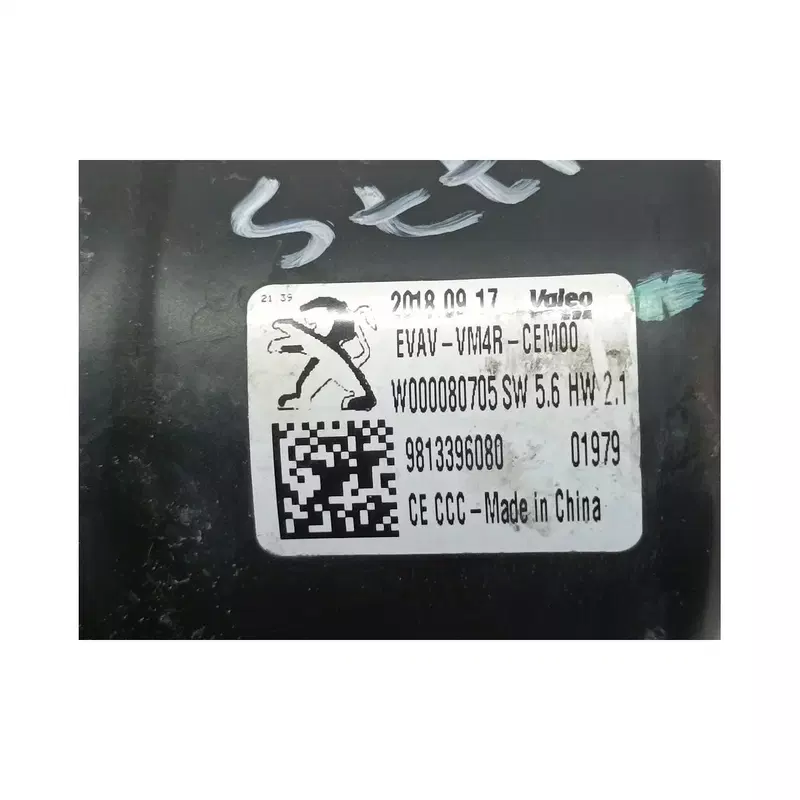 21:39
2018.09.17 Valeo
EVAV-VM4R-CEM00
W000080705 SW 5.6 HW 2.1
9813396080 01979
CE CCC-Made in China